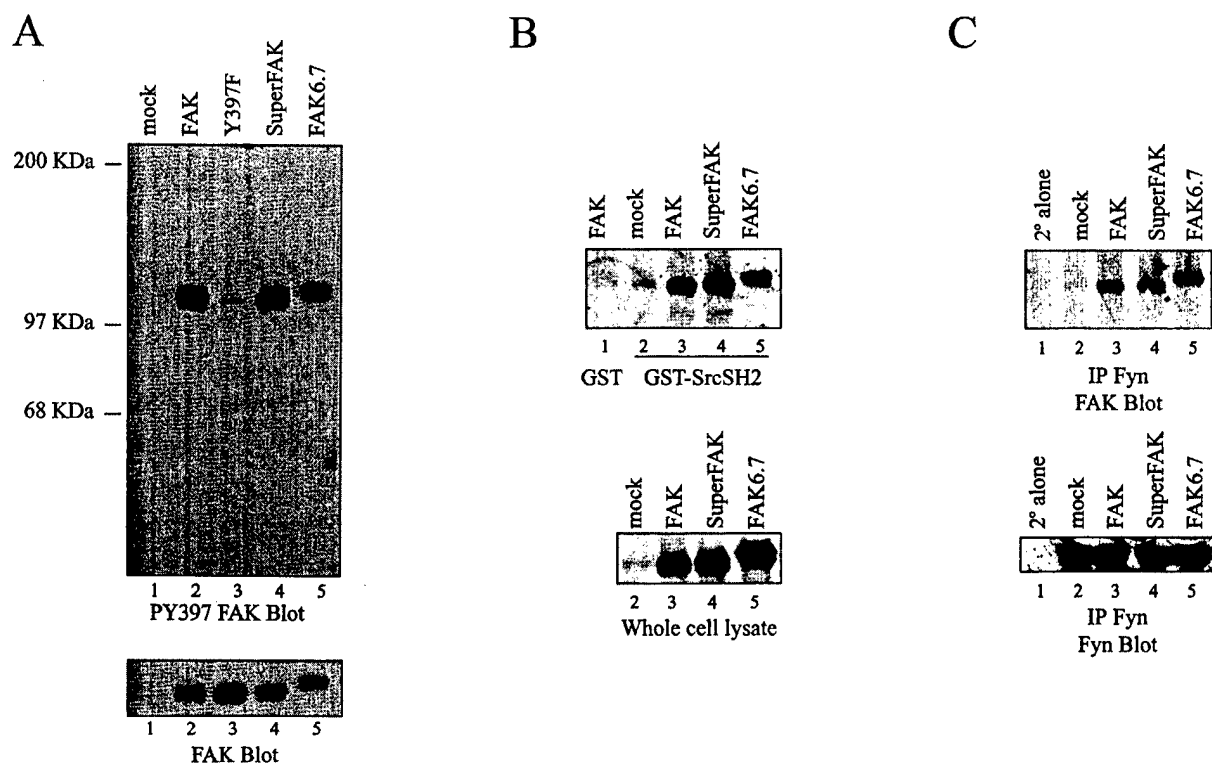 A
mock FAK Y397F SuperFAK FAK6.7
200 KDa
97 KDa
68 KDa
1 2 3 4 5
PY397 FAK Blot
1 2 3 4 5
FAK Blot
B
FAK mock FAK SuperFAK FAK6.7
1 2 3 4 5
GST GST-SrcSH2
mock FAK SuperFAK FAK6.7
2 3 4 5
Whole cell lysate
C
2° alone mock FAK SuperFAK FAK6.7
1 2 3 4 5
IP Fyn
FAK Blot
2° alone mock FAK SuperFAK FAK6.7
1 2 3 4 5
IP Fyn
Fyn Blot